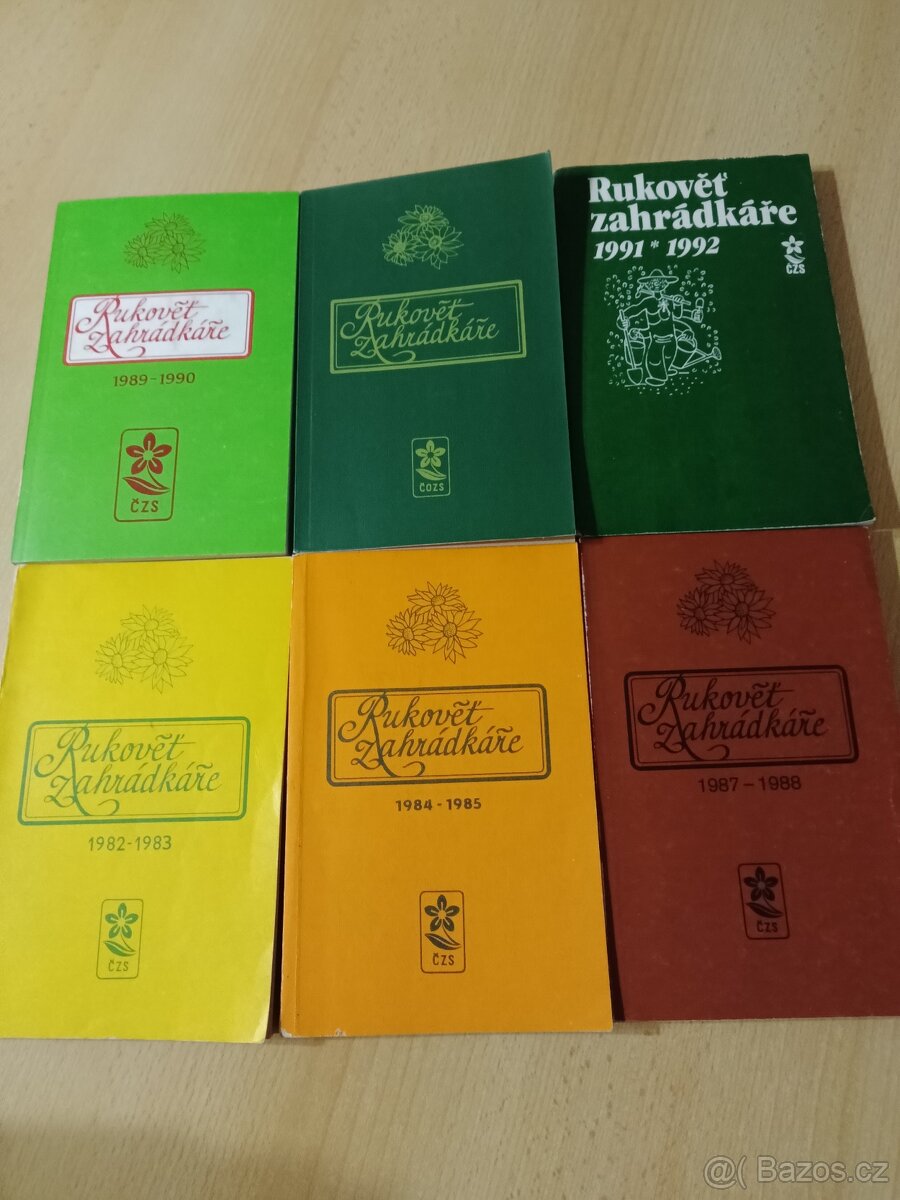 Rukověť
Zahrádkáře
1989-1990
ČZS
Rukověť
Zahrádkáře
ČOZS
Rukověť
zahrádkáře
1991 * 1992
ČZS
Rukověť
Zahrádkáře
1982-1983
ČZS
Rukověť
Zahrádkáře
1984-1985
ČZS
Rukověť
Zahrádkáře
1987-1988
ČZS
@( Bazos.cz